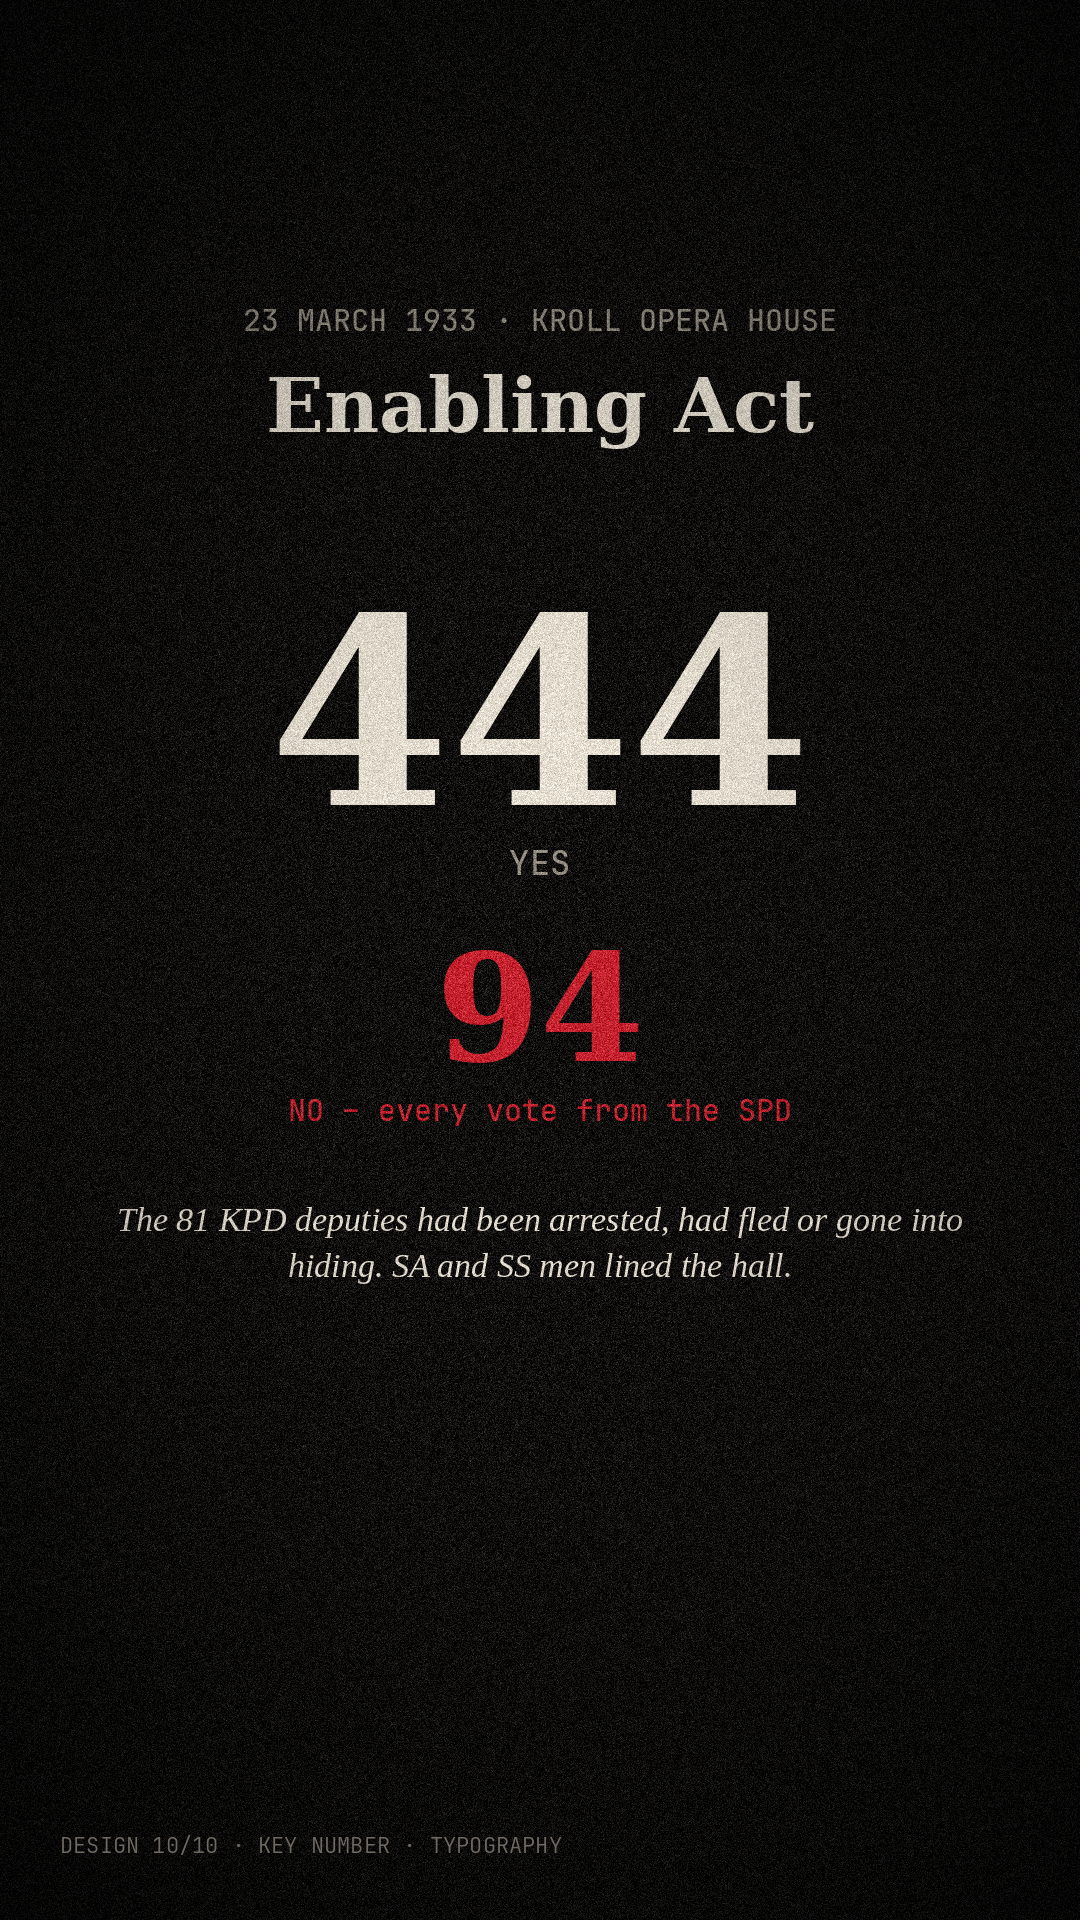 23 MARCH 1933 · KROLL OPERA HOUSE
Enabling Act
444
YES
94
NO – every vote from the SPD
The 81 KPD deputies had been arrested, had fled or gone into
hiding. SA and SS men lined the hall.
DESIGN 10/10 · KEY NUMBER · TYPOGRAPHY